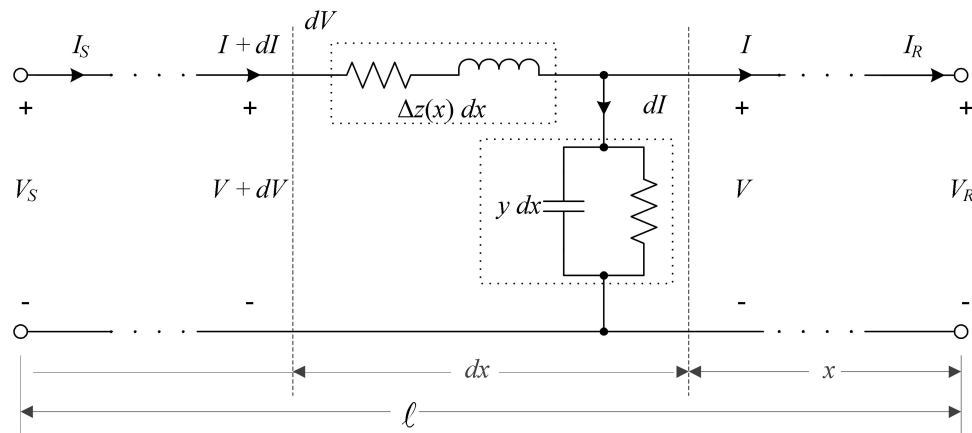 dV
I_S I + dI I I_R
+ + + +
Δz(x) dx dI
V_S V + dV y dx V V_R
- - - -
dx x
ℓ